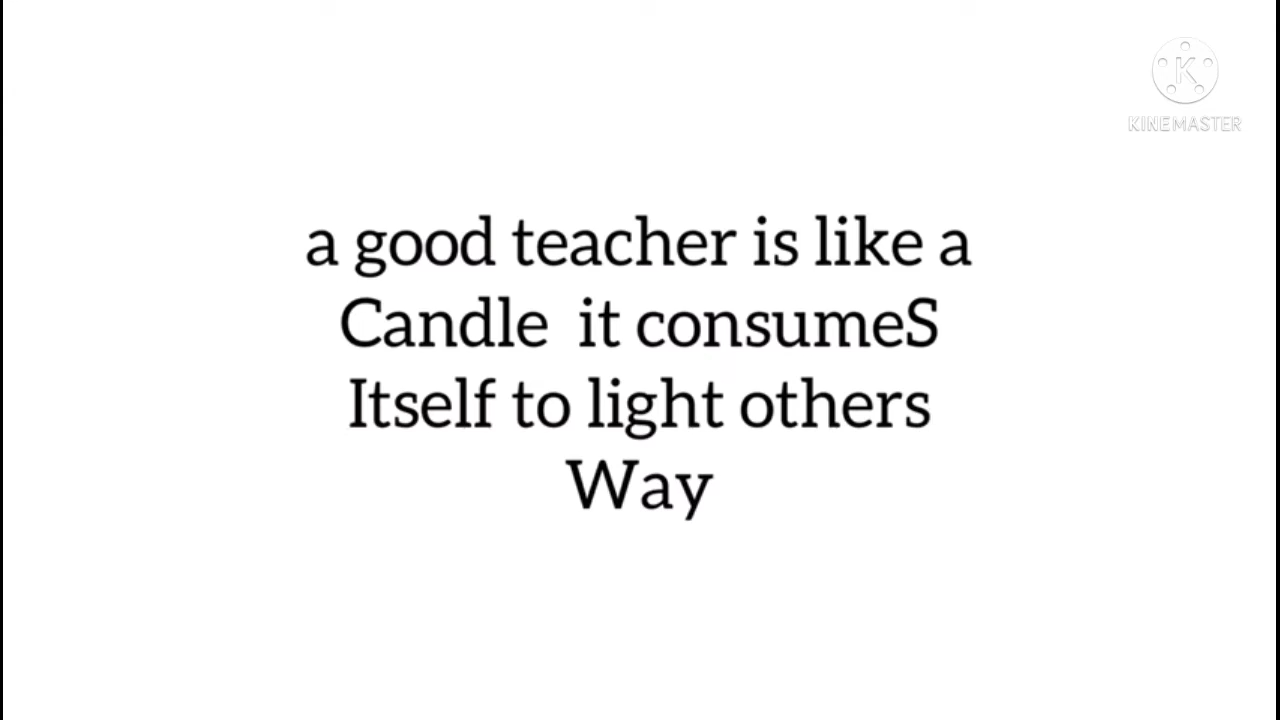 KINEMASTER
a good teacher is like a
Candle it consumeS
Itself to light others
Way